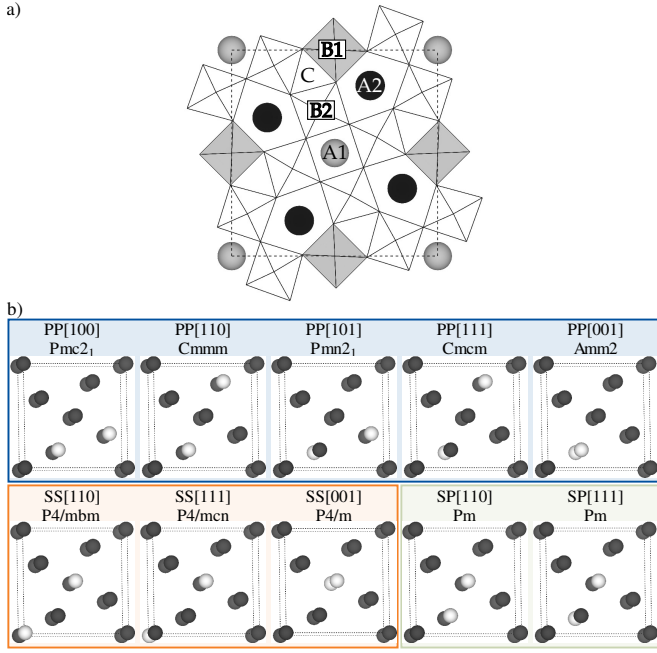 a)
B1
C
A2
B2
A1
b)
PP[100] PP[110] PP[101] PP[111] PP[001]
Pmc2₁ Cmmm Pmn2₁ Cmcm Amm2
SS[110] SS[111] SS[001] SP[110] SP[111]
P4/mbm P4/mcn P4/m Pm Pm